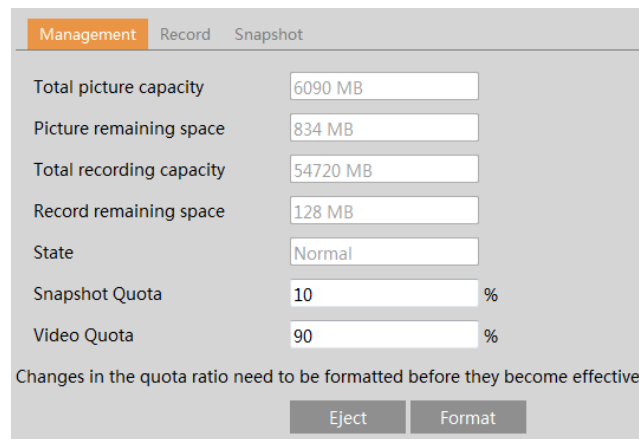 Management Record Snapshot
Total picture capacity 6090 MB
Picture remaining space 834 MB
Total recording capacity 54720 MB
Record remaining space 128 MB
State Normal
Snapshot Quota 10 %
Video Quota 90 %
Changes in the quota ratio need to be formatted before they become effective
Eject Format